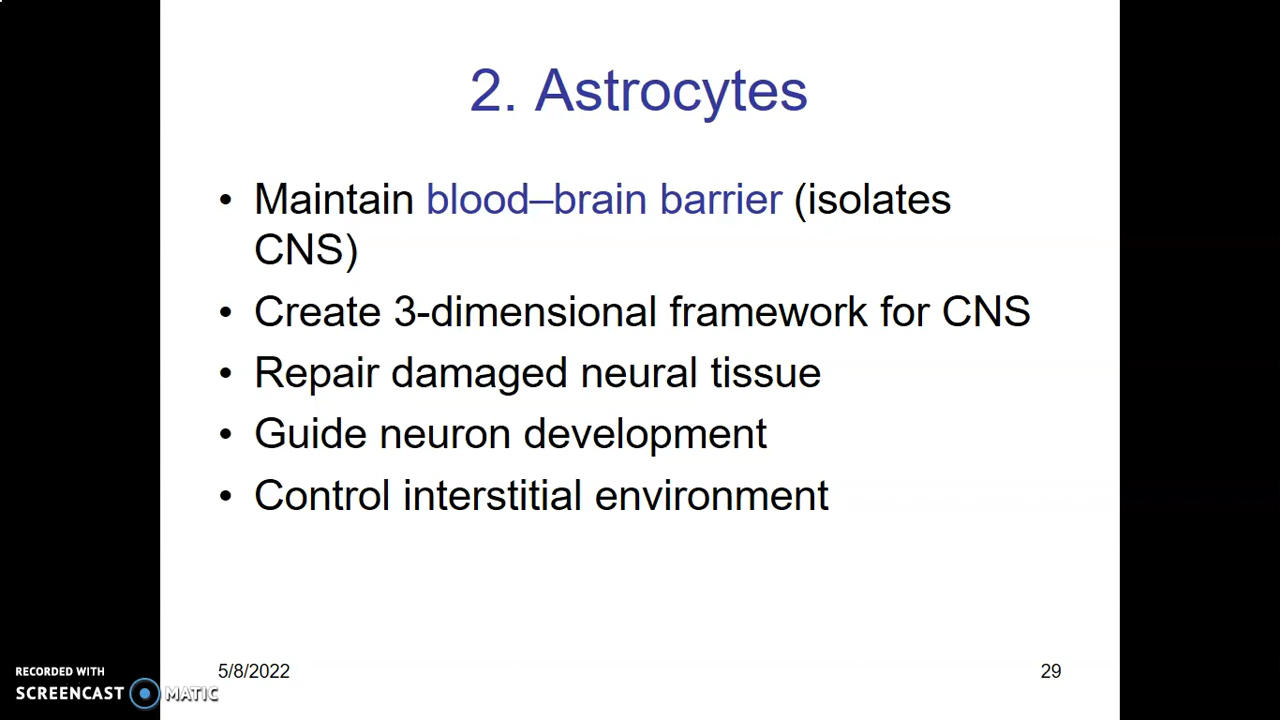 2. Astrocytes
• Maintain blood–brain barrier (isolates
CNS)
• Create 3-dimensional framework for CNS
• Repair damaged neural tissue
• Guide neuron development
• Control interstitial environment
5/8/2022
29
RECORDED WITH
SCREENCAST MATIC